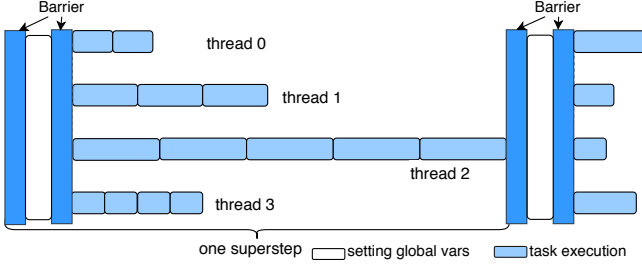 Barrier
Barrier
thread 0
thread 1
thread 2
thread 3
one superstep
setting global vars
task execution